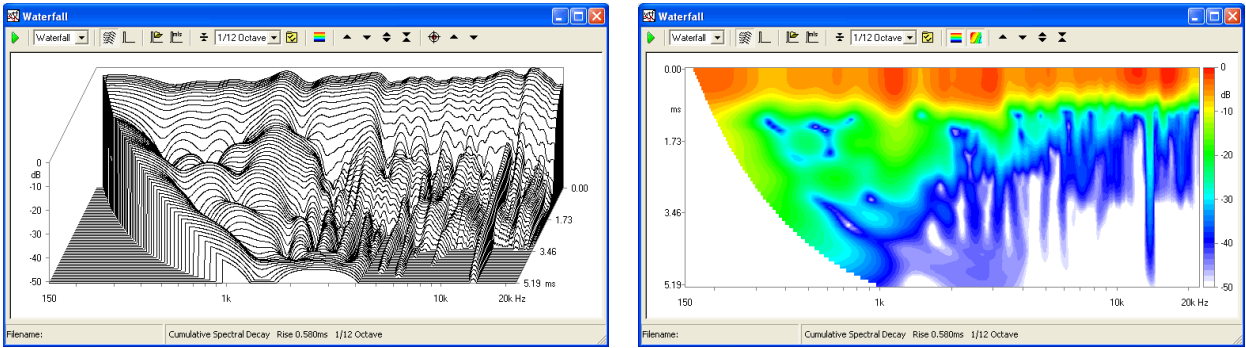 Waterfall
Waterfall
1/12 Octave
0
dB
-10
-20
-30
-40
-50
150
1k
10k
20k Hz
0.00
1.73
3.46
5.19 ms
Filename:
Cumulative Spectral Decay Rise 0.580ms 1/12 Octave
Waterfall
Waterfall
1/12 Octave
0.00
ms
1.73
3.46
5.19
150
1k
10k
20k Hz
0
dB
-10
-20
-30
-40
-50
Filename:
Cumulative Spectral Decay Rise 0.580ms 1/12 Octave